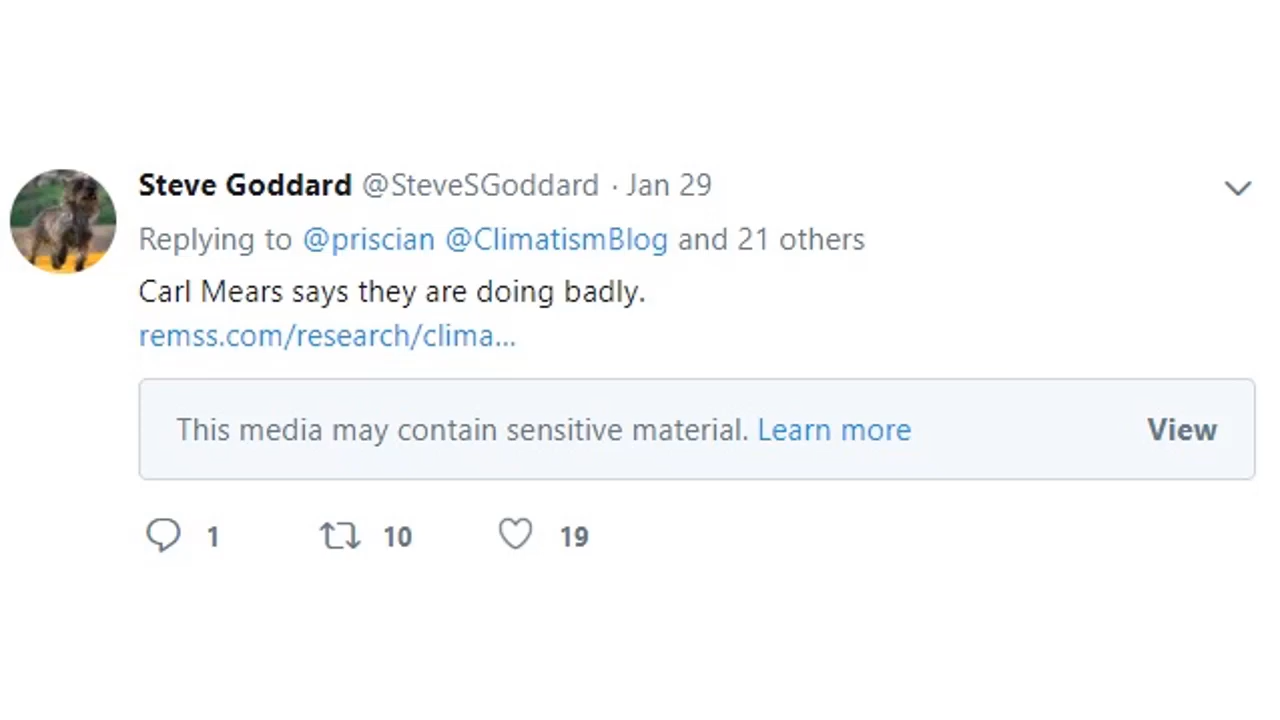 Steve Goddard @SteveSGoddard · Jan 29
Replying to @priscian @ClimatismBlog and 21 others
Carl Mears says they are doing badly.
remss.com/research/clima...
This media may contain sensitive material. Learn more View
1 10 19